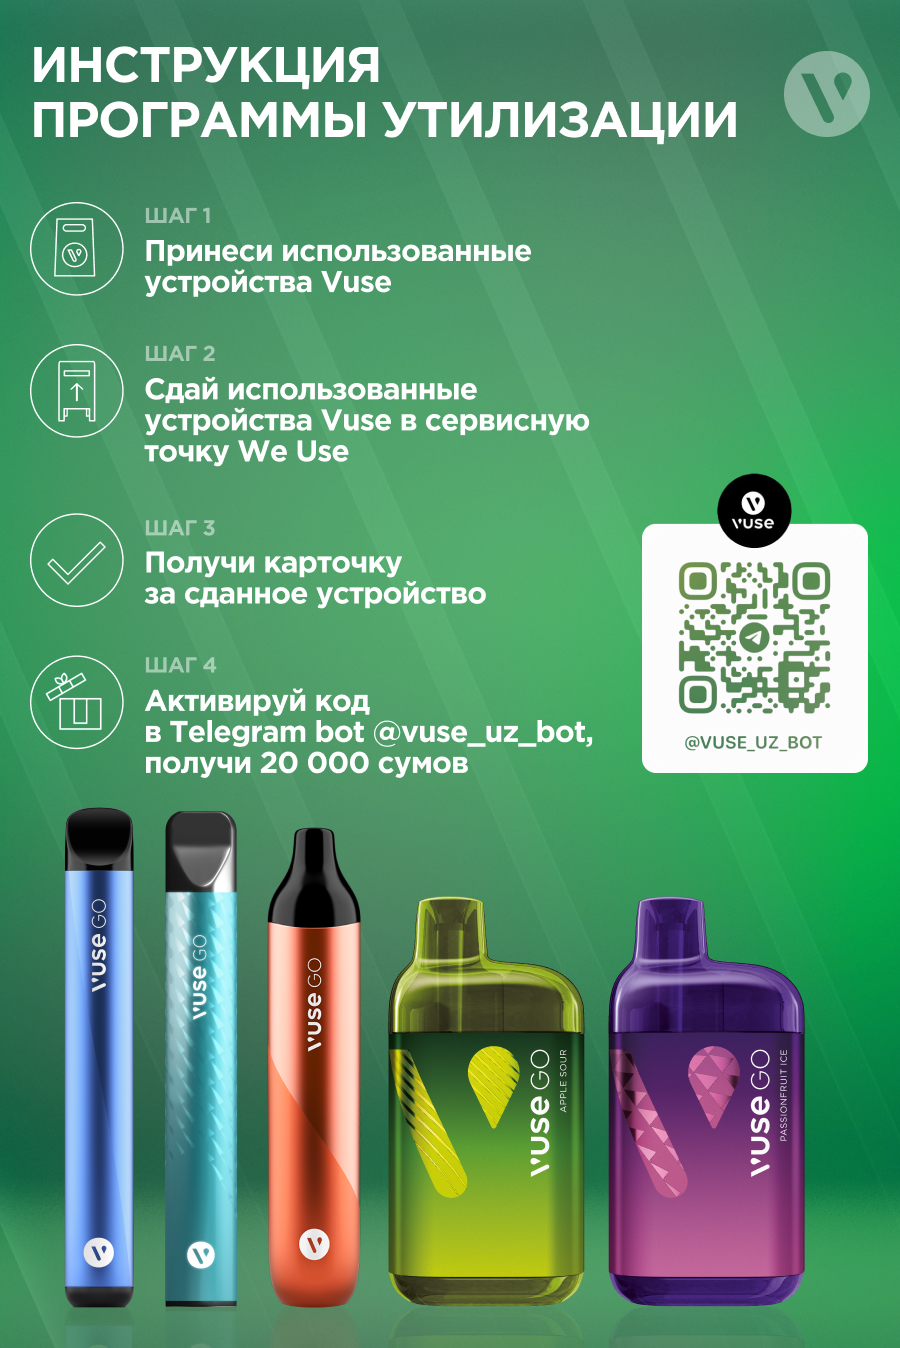 ИНСТРУКЦИЯ
ПРОГРАММЫ УТИЛИЗАЦИИ
ШАГ 1
Принеси использованные
устройства Vuse
ШАГ 2
Сдай использованные
устройства Vuse в сервисную
точку We Use
ШАГ 3
Получи карточку
за сданное устройство
ШАГ 4
Активируй код
в Telegram bot @vuse_uz_bot,
получи 20 000 сумов
vuse
@VUSE_UZ_BOT
vuse GO
vuse GO
vuse GO
vuse GO
APPLE SOUR
vuse GO
PASSIONFRUIT ICE